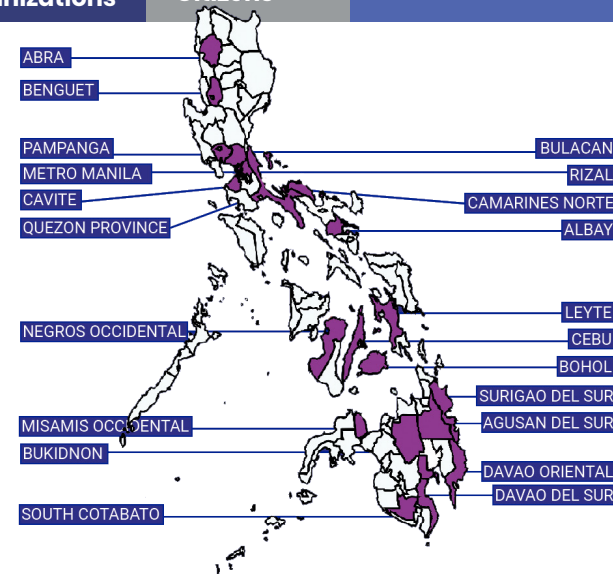 ABRA
BENGUET
PAMPANGA
METRO MANILA
CAVITE
QUEZON PROVINCE
NEGROS OCCIDENTAL
MISAMIS OCCIDENTAL
BUKIDNON
SOUTH COTABATO
BULACAN
RIZAL
CAMARINES NORTE
ALBAY
LEYTE
CEBU
BOHOL
SURIGAO DEL SUR
AGUSAN DEL SUR
DAVAO ORIENTAL
DAVAO DEL SUR